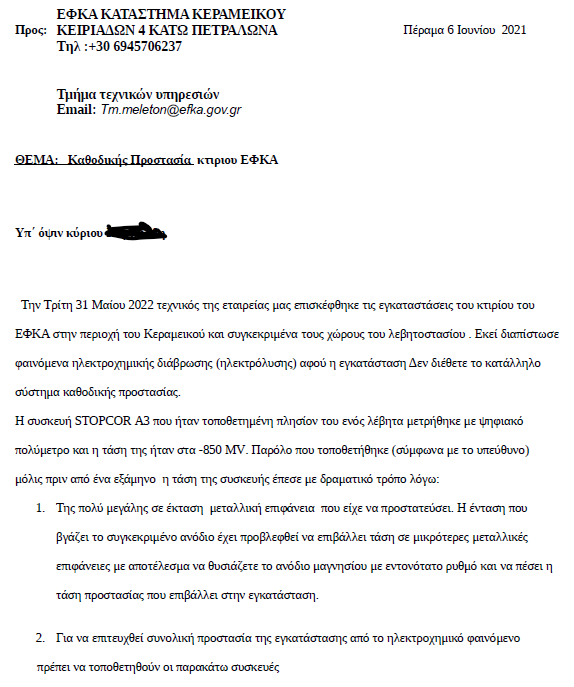 ΕΦΚΑ ΚΑΤΑΣΤΗΜΑ ΚΕΡΑΜΕΙΚΟΥ
Προς: ΚΕΙΡΙΑΔΩΝ 4 ΚΑΤΩ ΠΕΤΡΑΛΩΝΑ Πέραμα 6 Ιουνίου 2021
Τηλ :+30 6945706237
Τμήμα τεχνικών υπηρεσιών
Email: Tm.meleton@efka.gov.gr
ΘΕΜΑ: Καθοδικής Προστασία κτιριου ΕΦΚΑ
Υπ΄ όψιν κύριου
Την Τρίτη 31 Μαίου 2022 τεχνικός της εταιρείας μας επισκέφθηκε τις εγκαταστάσεις του κτιρίου του
ΕΦΚΑ στην περιοχή του Κεραμεικού και συγκεκριμένα τους χώρους του λεβητοστασίου . Εκεί διαπίστωσε
φαινόμενα ηλεκτροχημικής διάβρωσης (ηλεκτρόλυσης) αφού η εγκατάσταση Δεν διέθετε το κατάλληλο
σύστημα καθοδικής προστασίας.
Η συσκευή STOPCOR A3 που ήταν τοποθετημένη πλησίον του ενός λέβητα μετρήθηκε με ψηφιακό
πολύμετρο και η τάση της ήταν στα -850 MV. Παρόλο που τοποθετήθηκε (σύμφωνα με το υπεύθυνο)
μόλις πριν από ένα εξάμηνο η τάση της συσκευής έπεσε με δραματικό τρόπο λόγω:
1. Της πολύ μεγάλης σε έκταση μεταλλική επιφάνεια που είχε να προστατεύσει. Η ένταση που
βγάζει το συγκεκριμένο ανόδιο έχει προβλεφθεί να επιβάλλει τάση σε μικρότερες μεταλλικές
επιφάνειες με αποτέλεσμα να θυσιάζετε το ανόδιο μαγνησίου με εντονότατο ρυθμό και να πέσει η
τάση προστασίας που επιβάλλει στην εγκατάσταση.
2. Για να επιτευχθεί συνολική προστασία της εγκατάστασης από το ηλεκτροχημικό φαινόμενο
πρέπει να τοποθετηθούν οι παρακάτω συσκευές